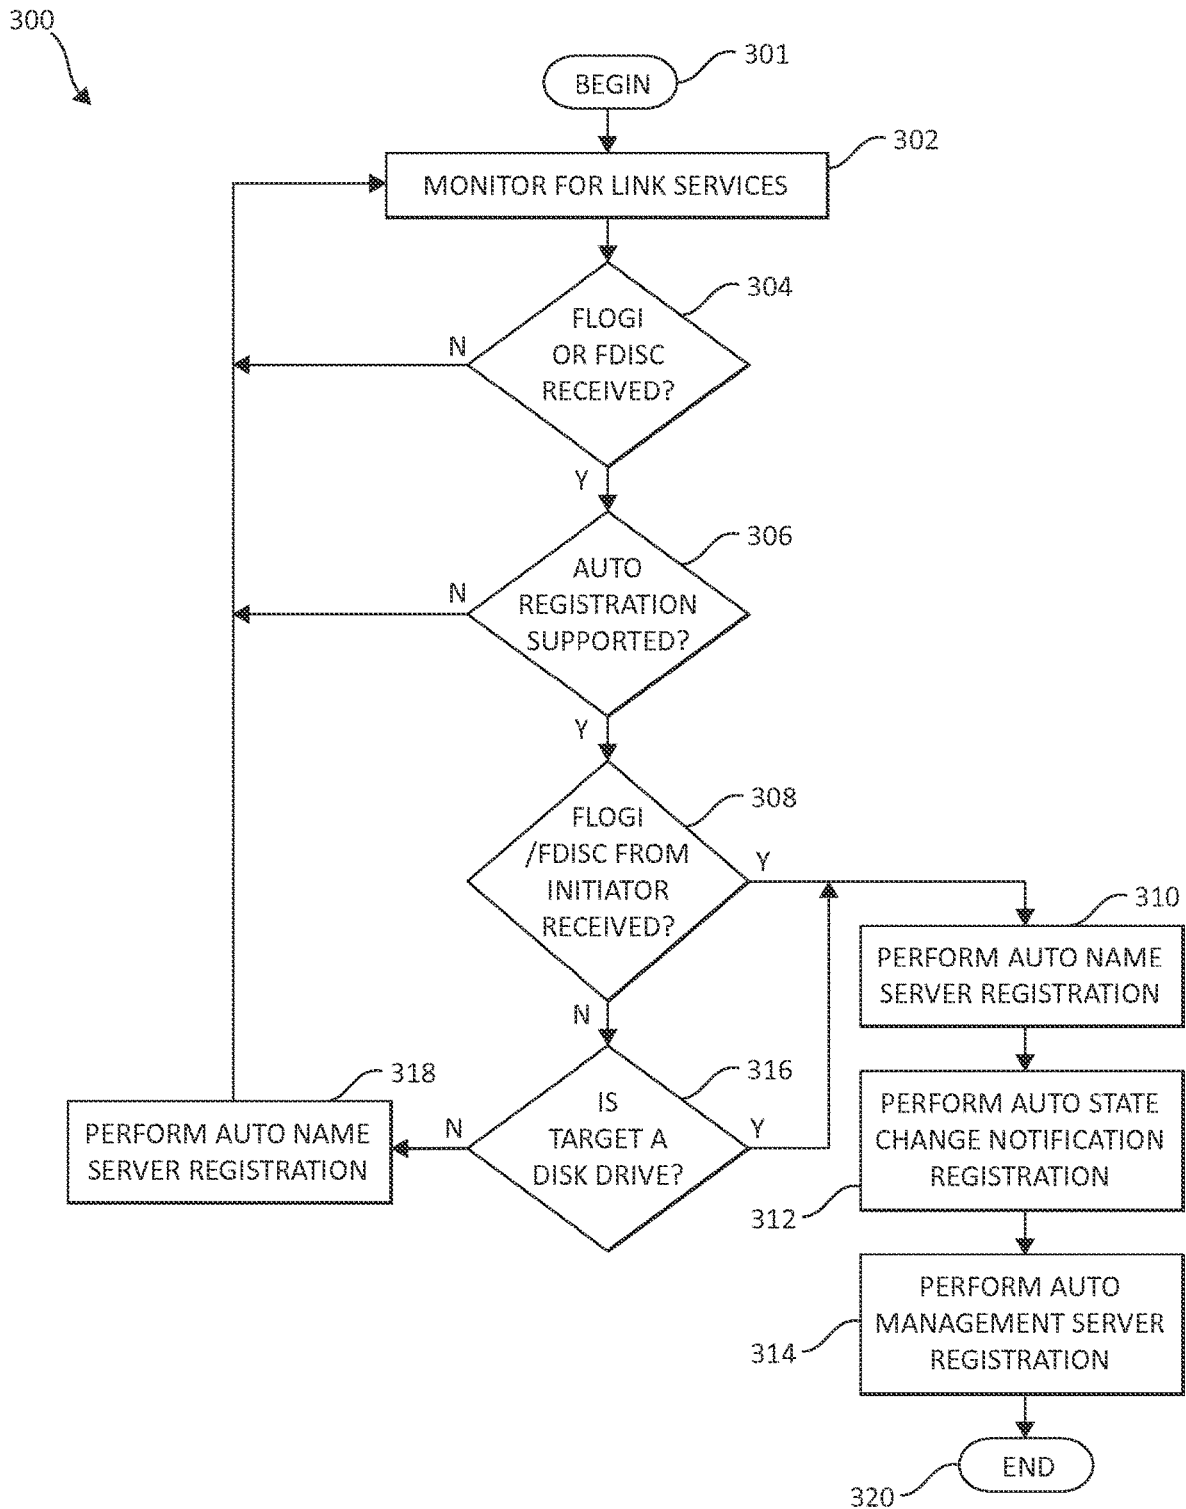 300
301
BEGIN
302
MONITOR FOR LINK SERVICES
304
FLOGI
OR FDISC
RECEIVED?
N
Y
306
AUTO
REGISTRATION
SUPPORTED?
N
Y
308
FLOGI
/FDISC FROM
INITIATOR
RECEIVED?
Y
N
310
PERFORM AUTO NAME
SERVER REGISTRATION
316
IS
TARGET A
DISK DRIVE?
N
Y
318
PERFORM AUTO NAME
SERVER REGISTRATION
PERFORM AUTO STATE
CHANGE NOTIFICATION
REGISTRATION
312
PERFORM AUTO
MANAGEMENT SERVER
REGISTRATION
314
END
320